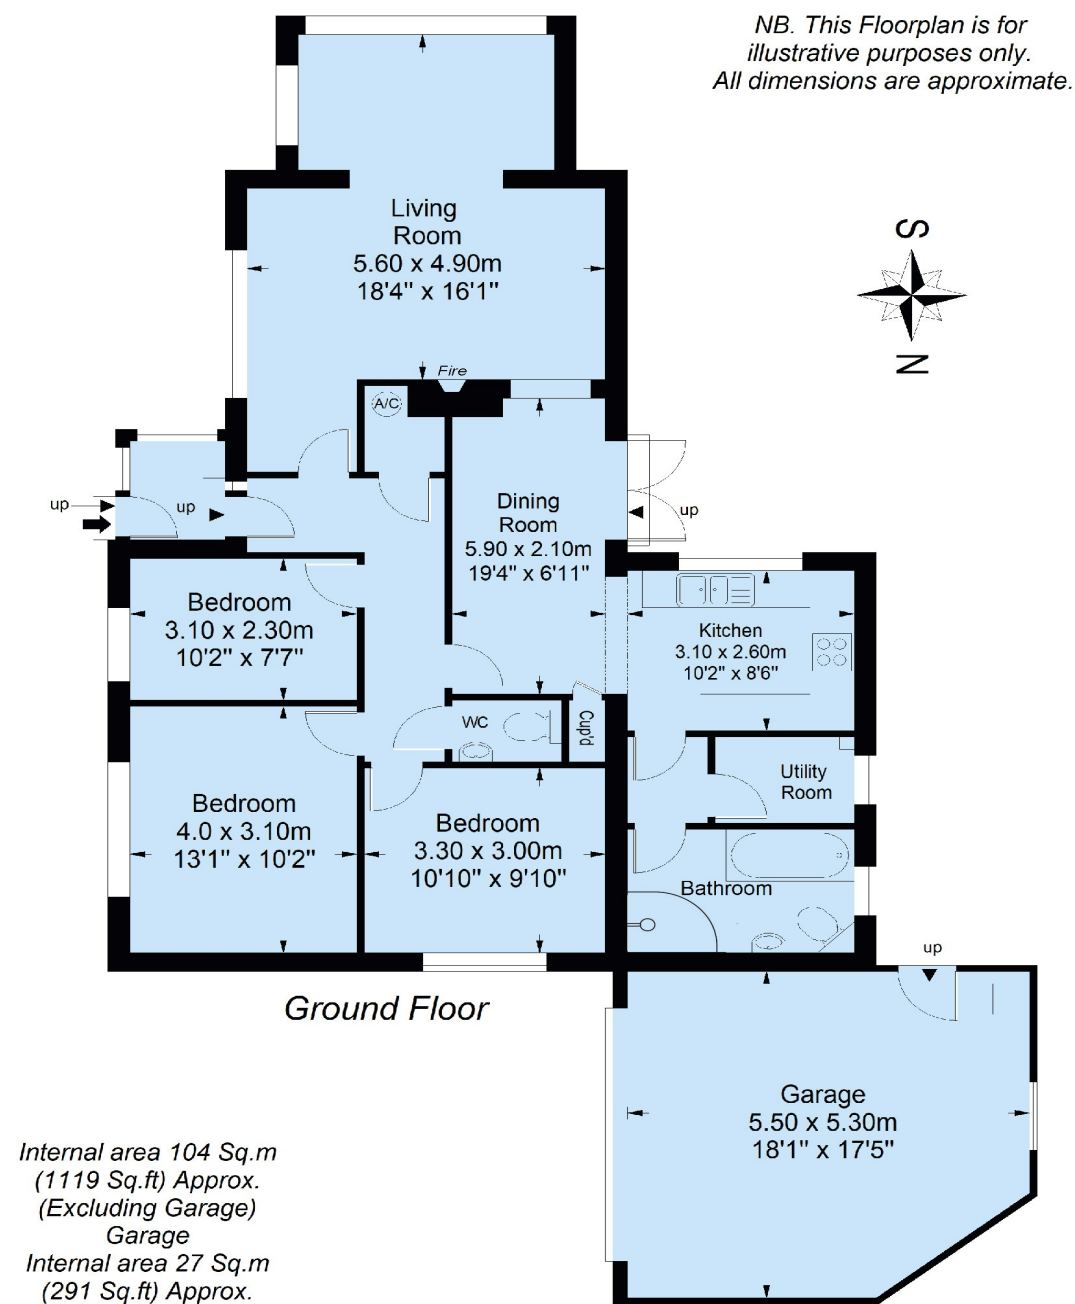 NB. This Floorplan is for
illustrative purposes only.
All dimensions are approximate.
Living
Room
5.60 x 4.90m
18'4" x 16'1"
S
N
Fire
A/C
up
up
Dining
Room
5.90 x 2.10m
19'4" x 6'11"
up
Bedroom
3.10 x 2.30m
10'2" x 7'7"
Kitchen
3.10 x 2.60m
10'2" x 8'6"
WC
Cup'd
Utility
Room
Bedroom
4.0 x 3.10m
13'1" x 10'2"
Bedroom
3.30 x 3.00m
10'10" x 9'10"
Bathroom
up
Ground Floor
Garage
5.50 x 5.30m
18'1" x 17'5"
Internal area 104 Sq.m
(1119 Sq.ft) Approx.
(Excluding Garage)
Garage
Internal area 27 Sq.m
(291 Sq.ft) Approx.